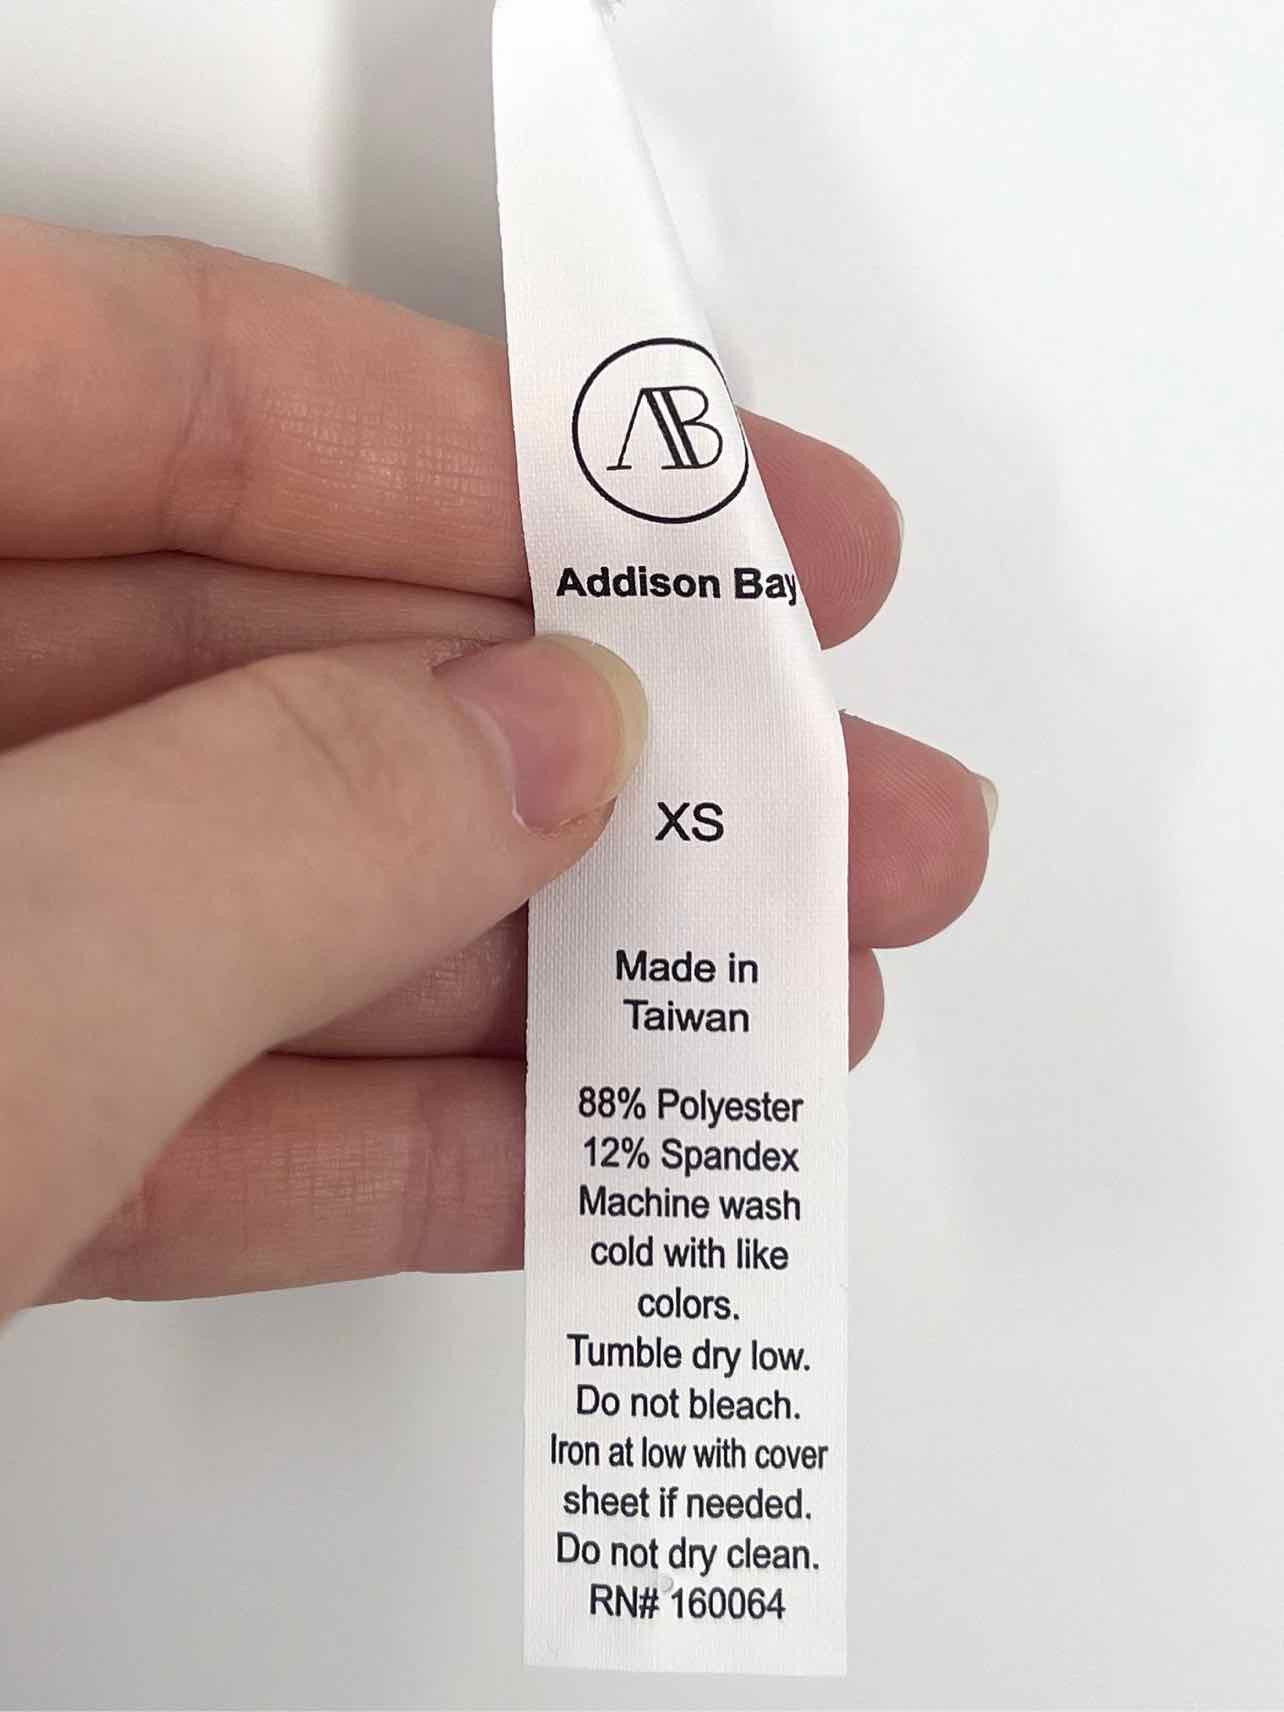 AB
Addison Bay
XS
Made in
Taiwan
88% Polyester
12% Spandex
Machine wash
cold with like
colors.
Tumble dry low.
Do not bleach.
Iron at low with cover
sheet if needed.
Do not dry clean.
RN# 160064